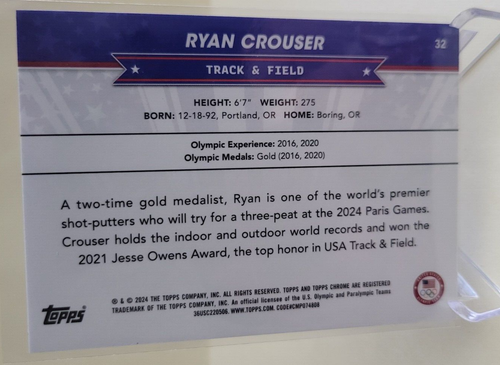 RYAN CROUSER
32
TRACK & FIELD
HEIGHT: 6'7" WEIGHT: 275
BORN: 12-18-92, Portland, OR HOME: Boring, OR
Olympic Experience: 2016, 2020
Olympic Medals: Gold (2016, 2020)
A two-time gold medalist, Ryan is one of the world's premier
shot-putters who will try for a three-peat at the 2024 Paris Games.
Crouser holds the indoor and outdoor world records and won the
2021 Jesse Owens Award, the top honor in USA Track & Field.
® & © 2024 THE TOPPS COMPANY, INC. ALL RIGHTS RESERVED. TOPPS AND TOPPS CHROME ARE REGISTERED
TRADEMARK OF THE TOPPS COMPANY, INC. An official licensee of the U.S. Olympic and Paralympic Teams
36USC220506. WWW.TOPPS.COM. CODE#CMP074808
Topps